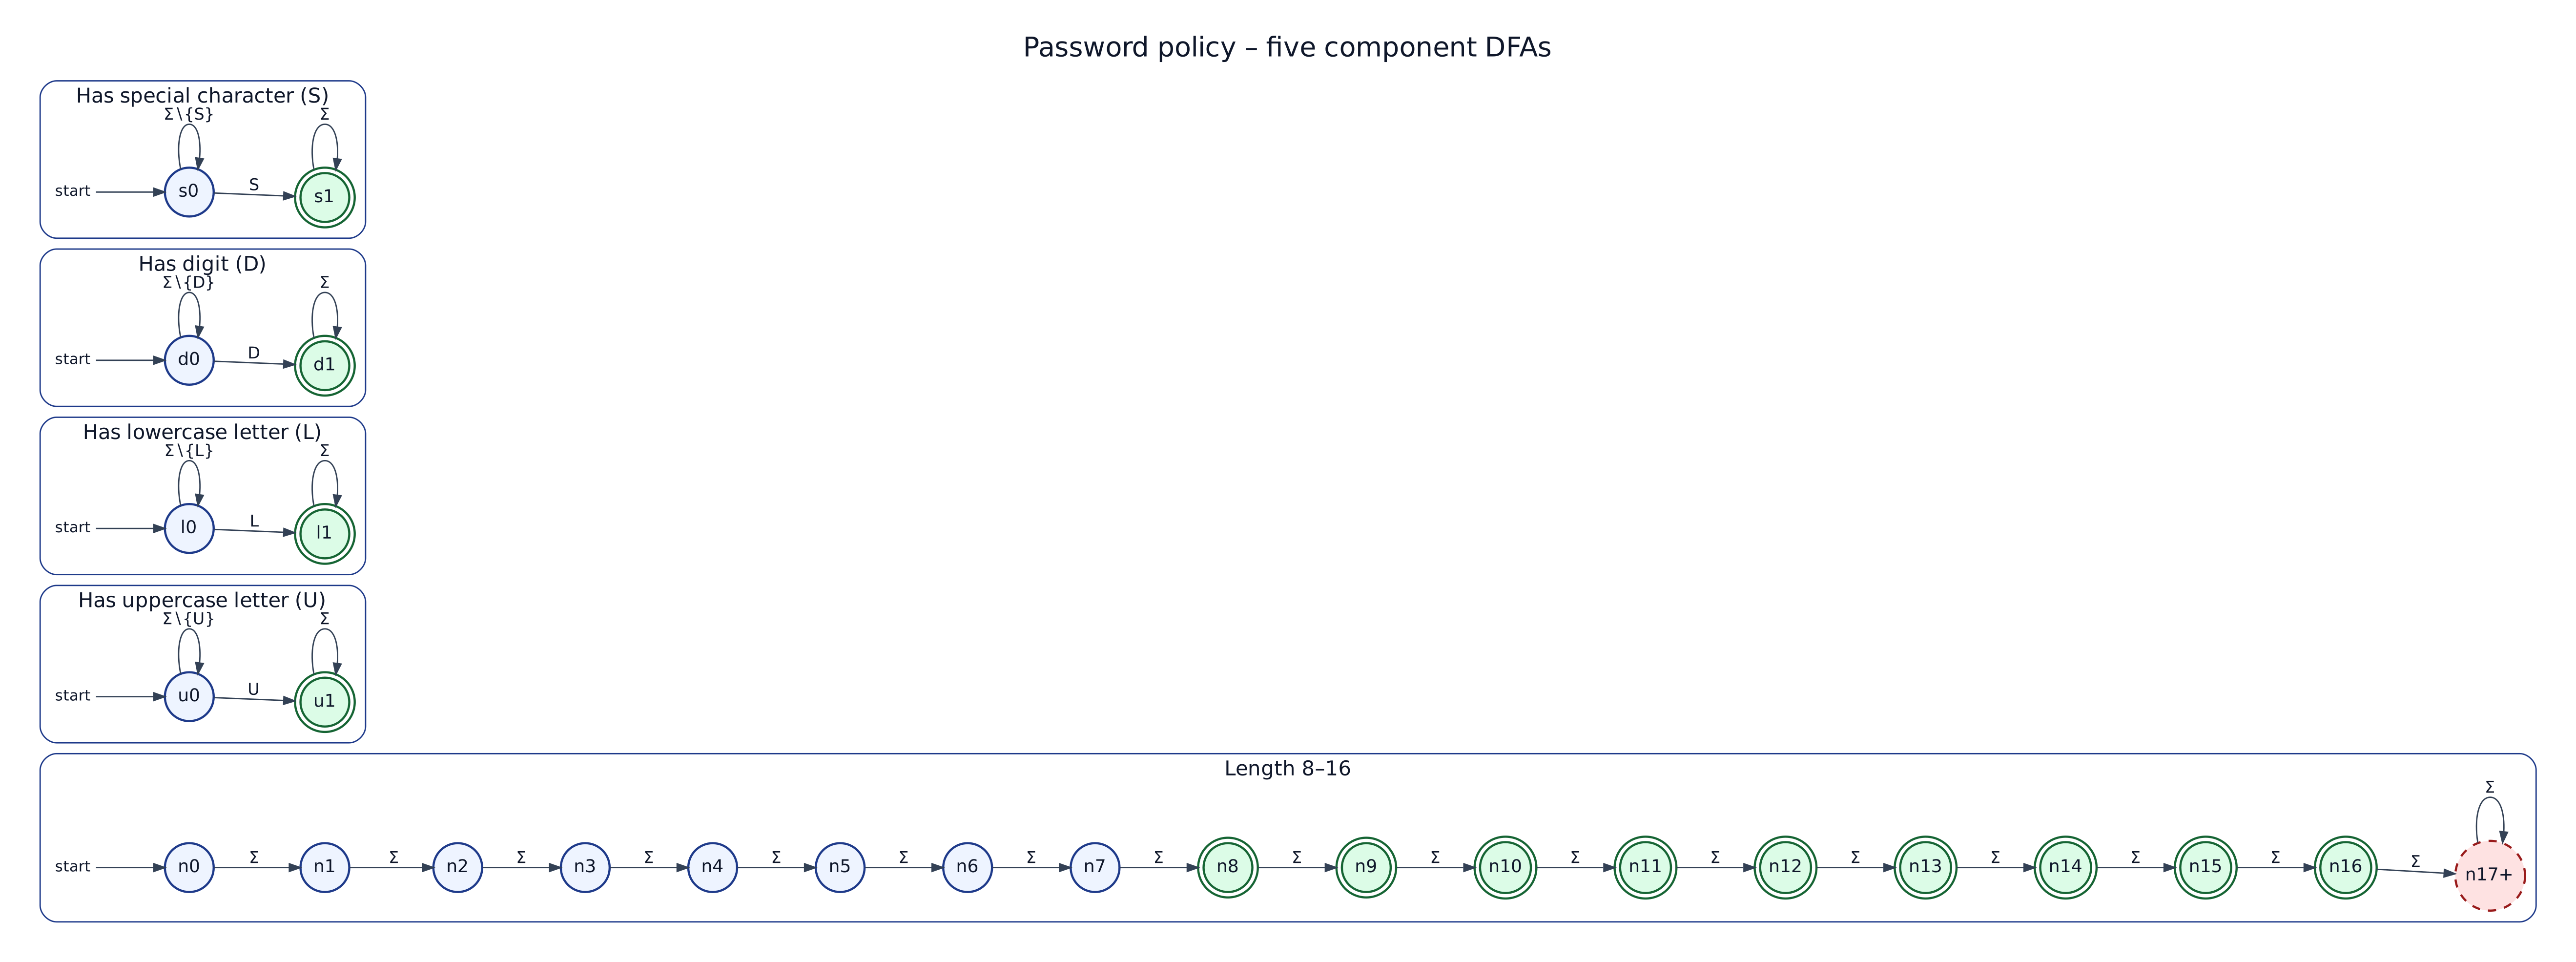 Password policy – five component DFAs
Has special character (S)
Σ\{S} Σ
start s0 S s1
Has digit (D)
Σ\{D} Σ
start d0 D d1
Has lowercase letter (L)
Σ\{L} Σ
start l0 L l1
Has uppercase letter (U)
Σ\{U} Σ
start u0 U u1
Length 8–16
Σ
start n0 Σ n1 Σ n2 Σ n3 Σ n4 Σ n5 Σ n6 Σ n7 Σ n8 Σ n9 Σ n10 Σ n11 Σ n12 Σ n13 Σ n14 Σ n15 Σ n16 Σ n17+